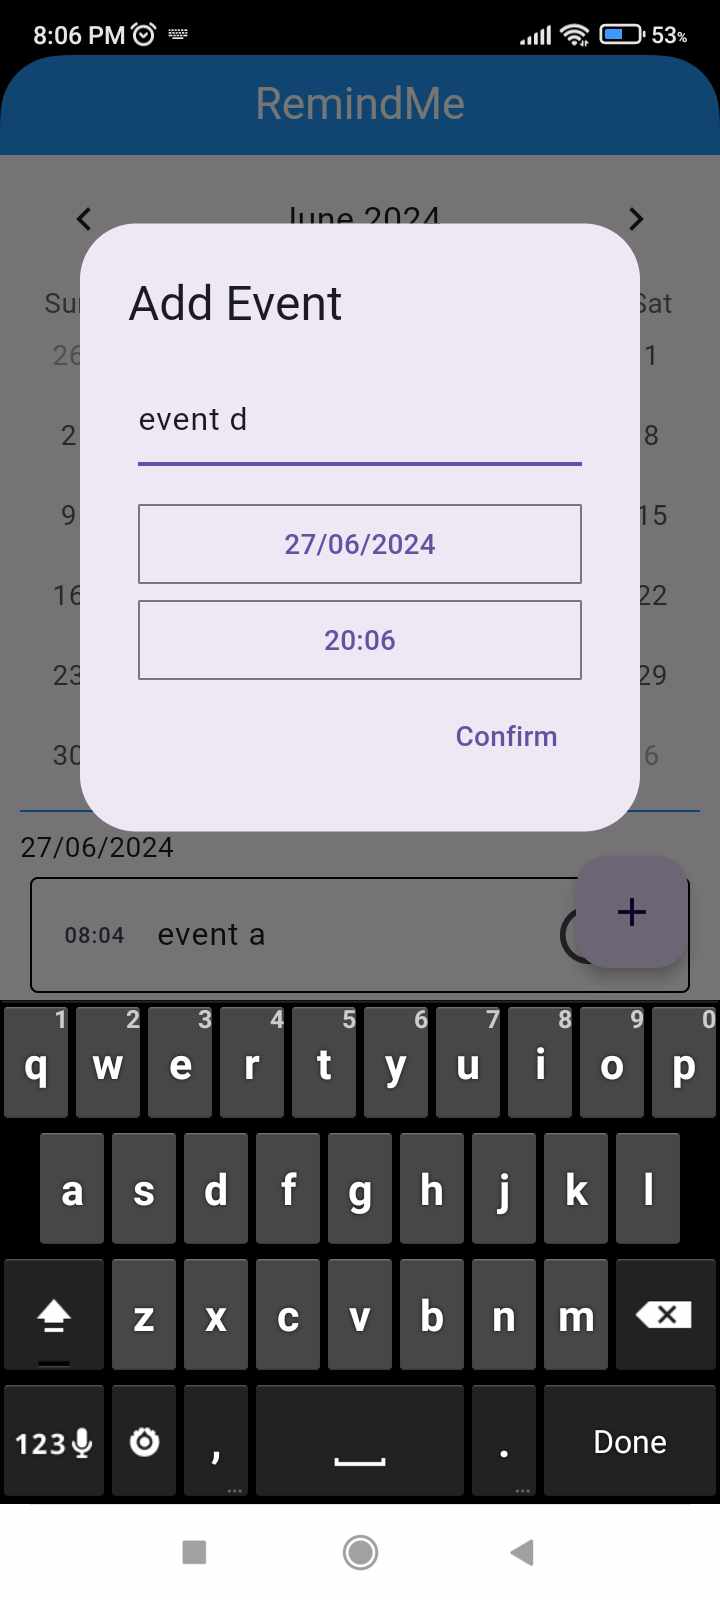 8:06 PM 53%
RemindMe
June 2024
Add Event
Sat
26 1
event d
2 8
9 15
27/06/2024
16 22
20:06
23 29
Confirm
30 6
27/06/2024
08:04 event a
+
1 2 3 4 5 6 7 8 9 0
q w e r t y u i o p
a s d f g h j k l
z x c v b n m
123 , . Done